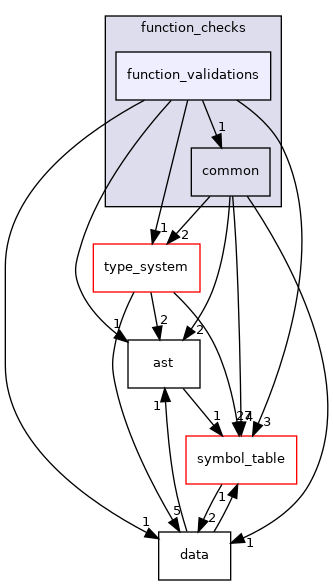 function_checks
function_validations
1
common
1
2
type_system
1
2
2
ast
1
1
3
symbol_table
5
1
2
1
1
data